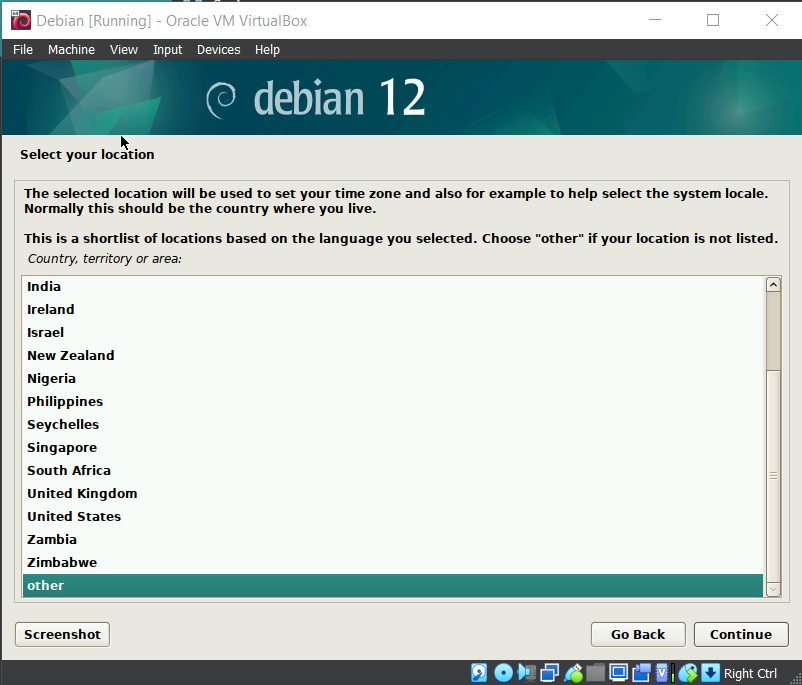 Debian [Running] - Oracle VM VirtualBox
File Machine View Input Devices Help
debian 12
Select your location
The selected location will be used to set your time zone and also for example to help select the system locale.
Normally this should be the country where you live.
This is a shortlist of locations based on the language you selected. Choose "other" if your location is not listed.
Country, territory or area:
India
Ireland
Israel
New Zealand
Nigeria
Philippines
Seychelles
Singapore
South Africa
United Kingdom
United States
Zambia
Zimbabwe
other
Screenshot Go Back Continue
Right Ctrl